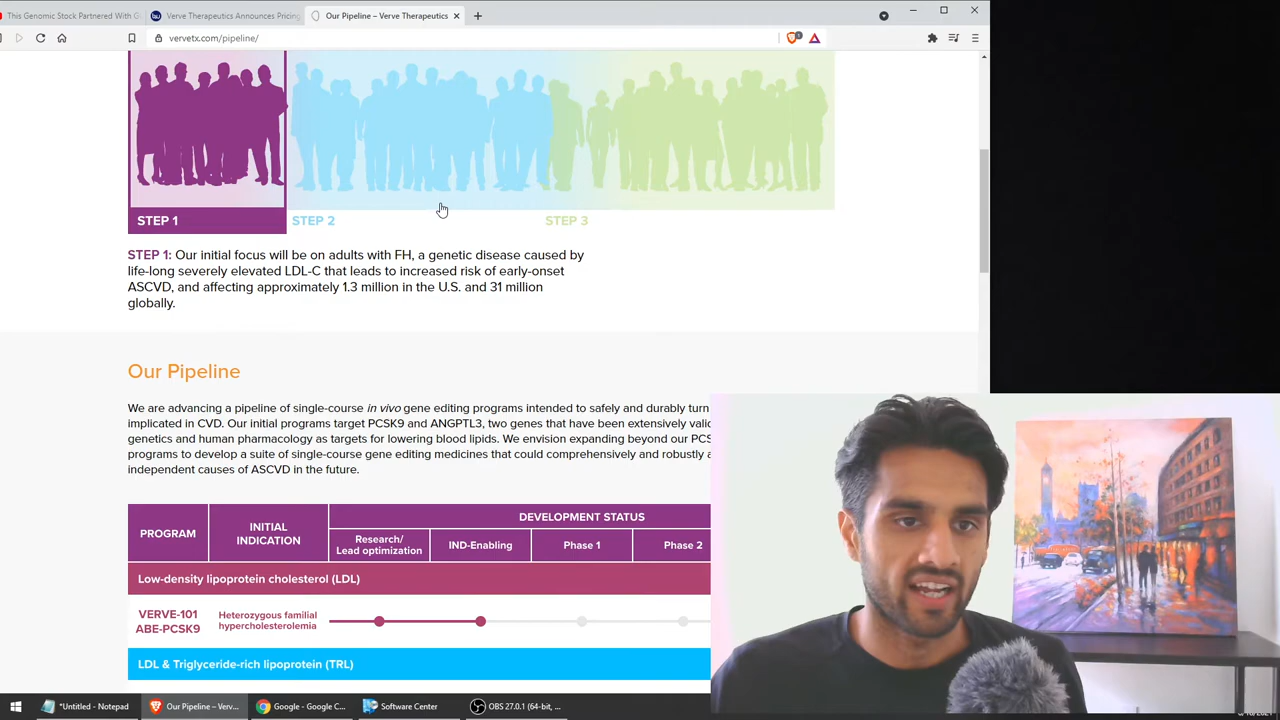 This Genomic Stock Partnered With G
Verve Therapeutics Announces Pricing
Our Pipeline – Verve Therapeutics
vervetx.com/pipeline/
STEP 1
STEP 2
STEP 3
STEP 1: Our initial focus will be on adults with FH, a genetic disease caused by
life-long severely elevated LDL-C that leads to increased risk of early-onset
ASCVD, and affecting approximately 1.3 million in the U.S. and 31 million
globally.
Our Pipeline
We are advancing a pipeline of single-course in vivo gene editing programs intended to safely and durably turn
implicated in CVD. Our initial programs target PCSK9 and ANGPTL3, two genes that have been extensively vali
genetics and human pharmacology as targets for lowering blood lipids. We envision expanding beyond our PCS
programs to develop a suite of single-course gene editing medicines that could comprehensively and robustly a
independent causes of ASCVD in the future.
PROGRAM
INITIAL
INDICATION
DEVELOPMENT STATUS
Research/
Lead optimization
IND-Enabling
Phase 1
Phase 2
Low-density lipoprotein cholesterol (LDL)
VERVE-101
ABE-PCSK9
Heterozygous familial
hypercholesterolemia
LDL & Triglyceride-rich lipoprotein (TRL)
*Untitled - Notepad
Our Pipeline – Verv...
Google - Google C...
Software Center
OBS 27.0.1 (64-bit, ...